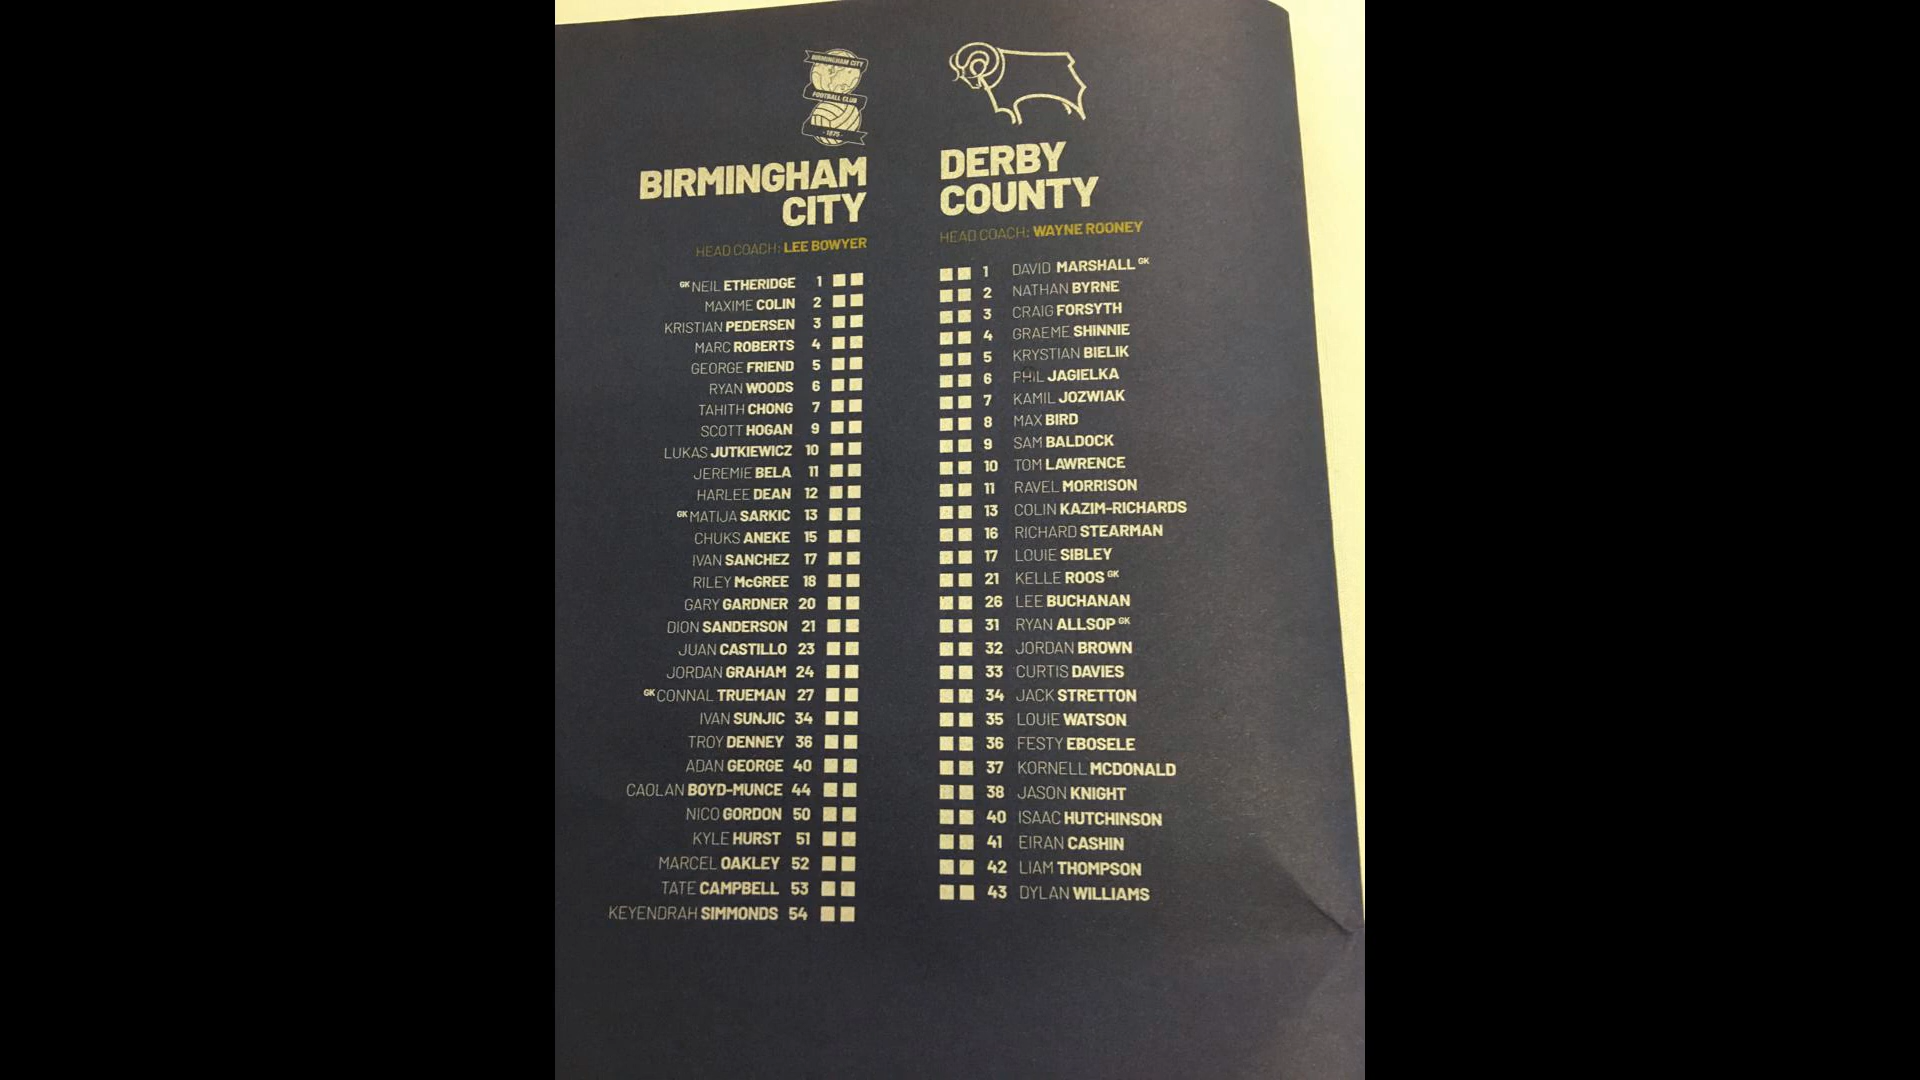 BIRMINGHAM CITY
FOOTBALL CLUB
- 1875 -
BIRMINGHAM
CITY
HEAD COACH: LEE BOWYER
GK NEIL ETHERIDGE 1
MAXIME COLIN 2
KRISTIAN PEDERSEN 3
MARC ROBERTS 4
GEORGE FRIEND 5
RYAN WOODS 6
TAHITH CHONG 7
SCOTT HOGAN 9
LUKAS JUTKIEWICZ 10
JEREMIE BELA 11
HARLEE DEAN 12
GK MATIJA SARKIC 13
CHUKS ANEKE 15
IVAN SANCHEZ 17
RILEY McGREE 18
GARY GARDNER 20
DION SANDERSON 21
JUAN CASTILLO 23
JORDAN GRAHAM 24
GK CONNAL TRUEMAN 27
IVAN SUNJIC 34
TROY DENNEY 36
ADAN GEORGE 40
CAOLAN BOYD-MUNCE 44
NICO GORDON 50
KYLE HURST 51
MARCEL OAKLEY 52
TATE CAMPBELL 53
KEYENDRAH SIMMONDS 54
DERBY
COUNTY
HEAD COACH: WAYNE ROONEY
1 DAVID MARSHALL GK
2 NATHAN BYRNE
3 CRAIG FORSYTH
4 GRAEME SHINNIE
5 KRYSTIAN BIELIK
6 PHIL JAGIELKA
7 KAMIL JOZWIAK
8 MAX BIRD
9 SAM BALDOCK
10 TOM LAWRENCE
11 RAVEL MORRISON
13 COLIN KAZIM-RICHARDS
16 RICHARD STEARMAN
17 LOUIE SIBLEY
21 KELLE ROOS GK
26 LEE BUCHANAN
31 RYAN ALLSOP GK
32 JORDAN BROWN
33 CURTIS DAVIES
34 JACK STRETTON
35 LOUIE WATSON
36 FESTY EBOSELE
37 KORNELL MCDONALD
38 JASON KNIGHT
40 ISAAC HUTCHINSON
41 EIRAN CASHIN
42 LIAM THOMPSON
43 DYLAN WILLIAMS